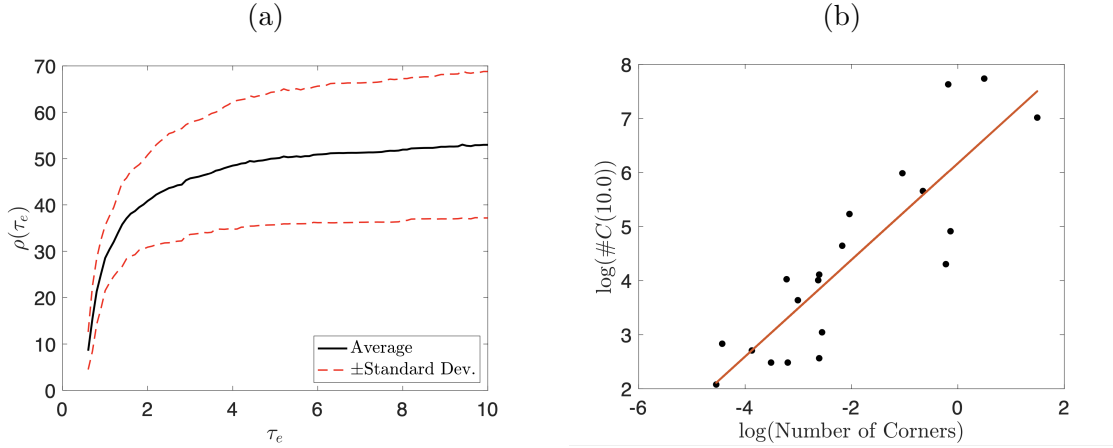 (a)
70
60
50
40
30
20
10
0
ρ(τₑ)
Average
±Standard Dev.
0 2 4 6 8 10
τₑ
(b)
8
7
6
5
4
3
2
log(#C(10.0))
-6 -4 -2 0 2
log(Number of Corners)